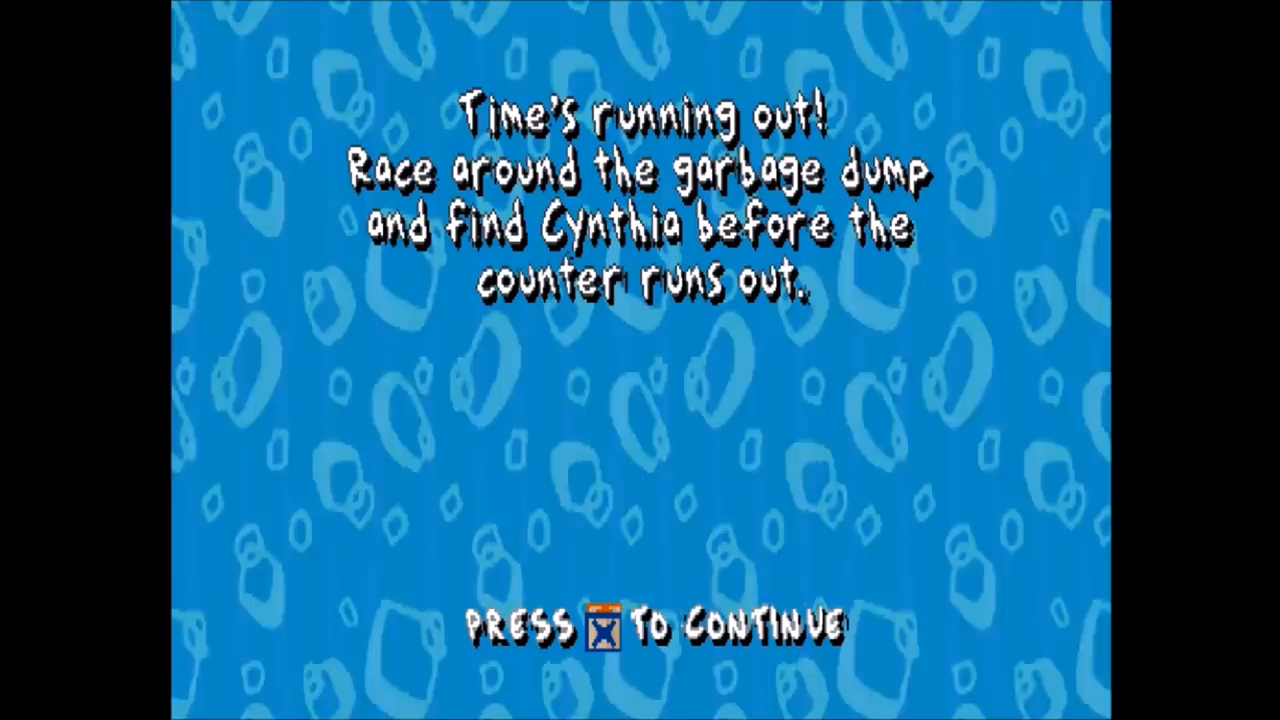 Time's running out!
Race around the garbage dump
and find Cynthia before the
counter runs out.
PRESS X TO CONTINUE